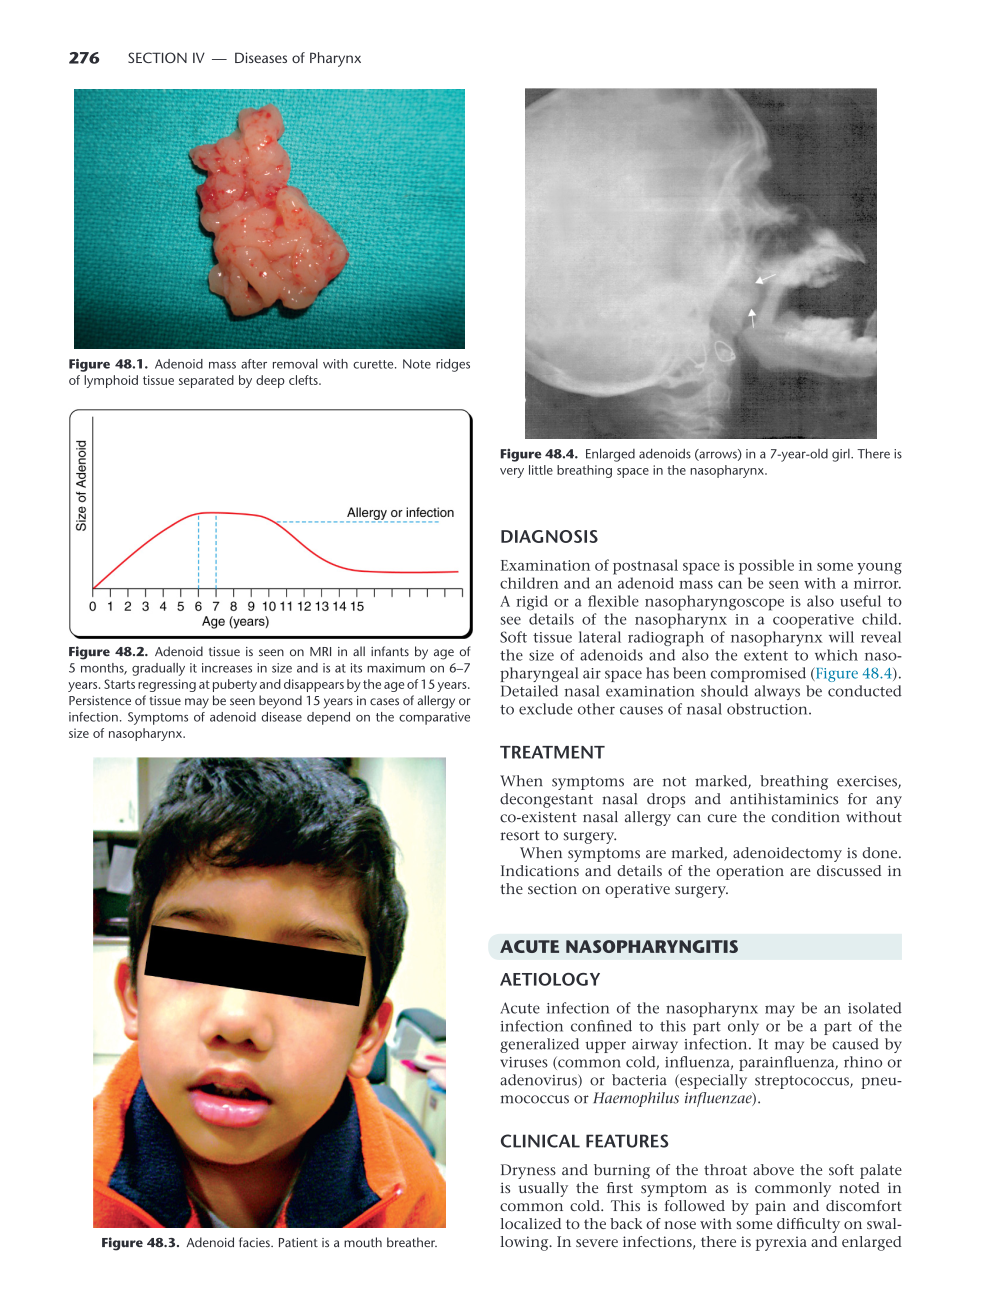 276 SECTION IV — Diseases of Pharynx
Figure 48.1. Adenoid mass after removal with curette. Note ridges
of lymphoid tissue separated by deep clefts.
Size of Adenoid
Allergy or infection
0 1 2 3 4 5 6 7 8 9 10 11 12 13 14 15
Age (years)
Figure 48.2. Adenoid tissue is seen on MRI in all infants by age of
5 months, gradually it increases in size and is at its maximum on 6–7
years. Starts regressing at puberty and disappears by the age of 15 years.
Persistence of tissue may be seen beyond 15 years in cases of allergy or
infection. Symptoms of adenoid disease depend on the comparative
size of nasopharynx.
Figure 48.3. Adenoid facies. Patient is a mouth breather.
Figure 48.4. Enlarged adenoids (arrows) in a 7-year-old girl. There is
very little breathing space in the nasopharynx.
DIAGNOSIS
Examination of postnasal space is possible in some young
children and an adenoid mass can be seen with a mirror.
A rigid or a flexible nasopharyngoscope is also useful to
see details of the nasopharynx in a cooperative child.
Soft tissue lateral radiograph of nasopharynx will reveal
the size of adenoids and also the extent to which naso-
pharyngeal air space has been compromised (Figure 48.4).
Detailed nasal examination should always be conducted
to exclude other causes of nasal obstruction.
TREATMENT
When symptoms are not marked, breathing exercises,
decongestant nasal drops and antihistaminics for any
co-existent nasal allergy can cure the condition without
resort to surgery.
When symptoms are marked, adenoidectomy is done.
Indications and details of the operation are discussed in
the section on operative surgery.
ACUTE NASOPHARYNGITIS
AETIOLOGY
Acute infection of the nasopharynx may be an isolated
infection confined to this part only or be a part of the
generalized upper airway infection. It may be caused by
viruses (common cold, influenza, parainfluenza, rhino or
adenovirus) or bacteria (especially streptococcus, pneu-
mococcus or Haemophilus influenzae).
CLINICAL FEATURES
Dryness and burning of the throat above the soft palate
is usually the first symptom as is commonly noted in
common cold. This is followed by pain and discomfort
localized to the back of nose with some difficulty on swal-
lowing. In severe infections, there is pyrexia and enlarged